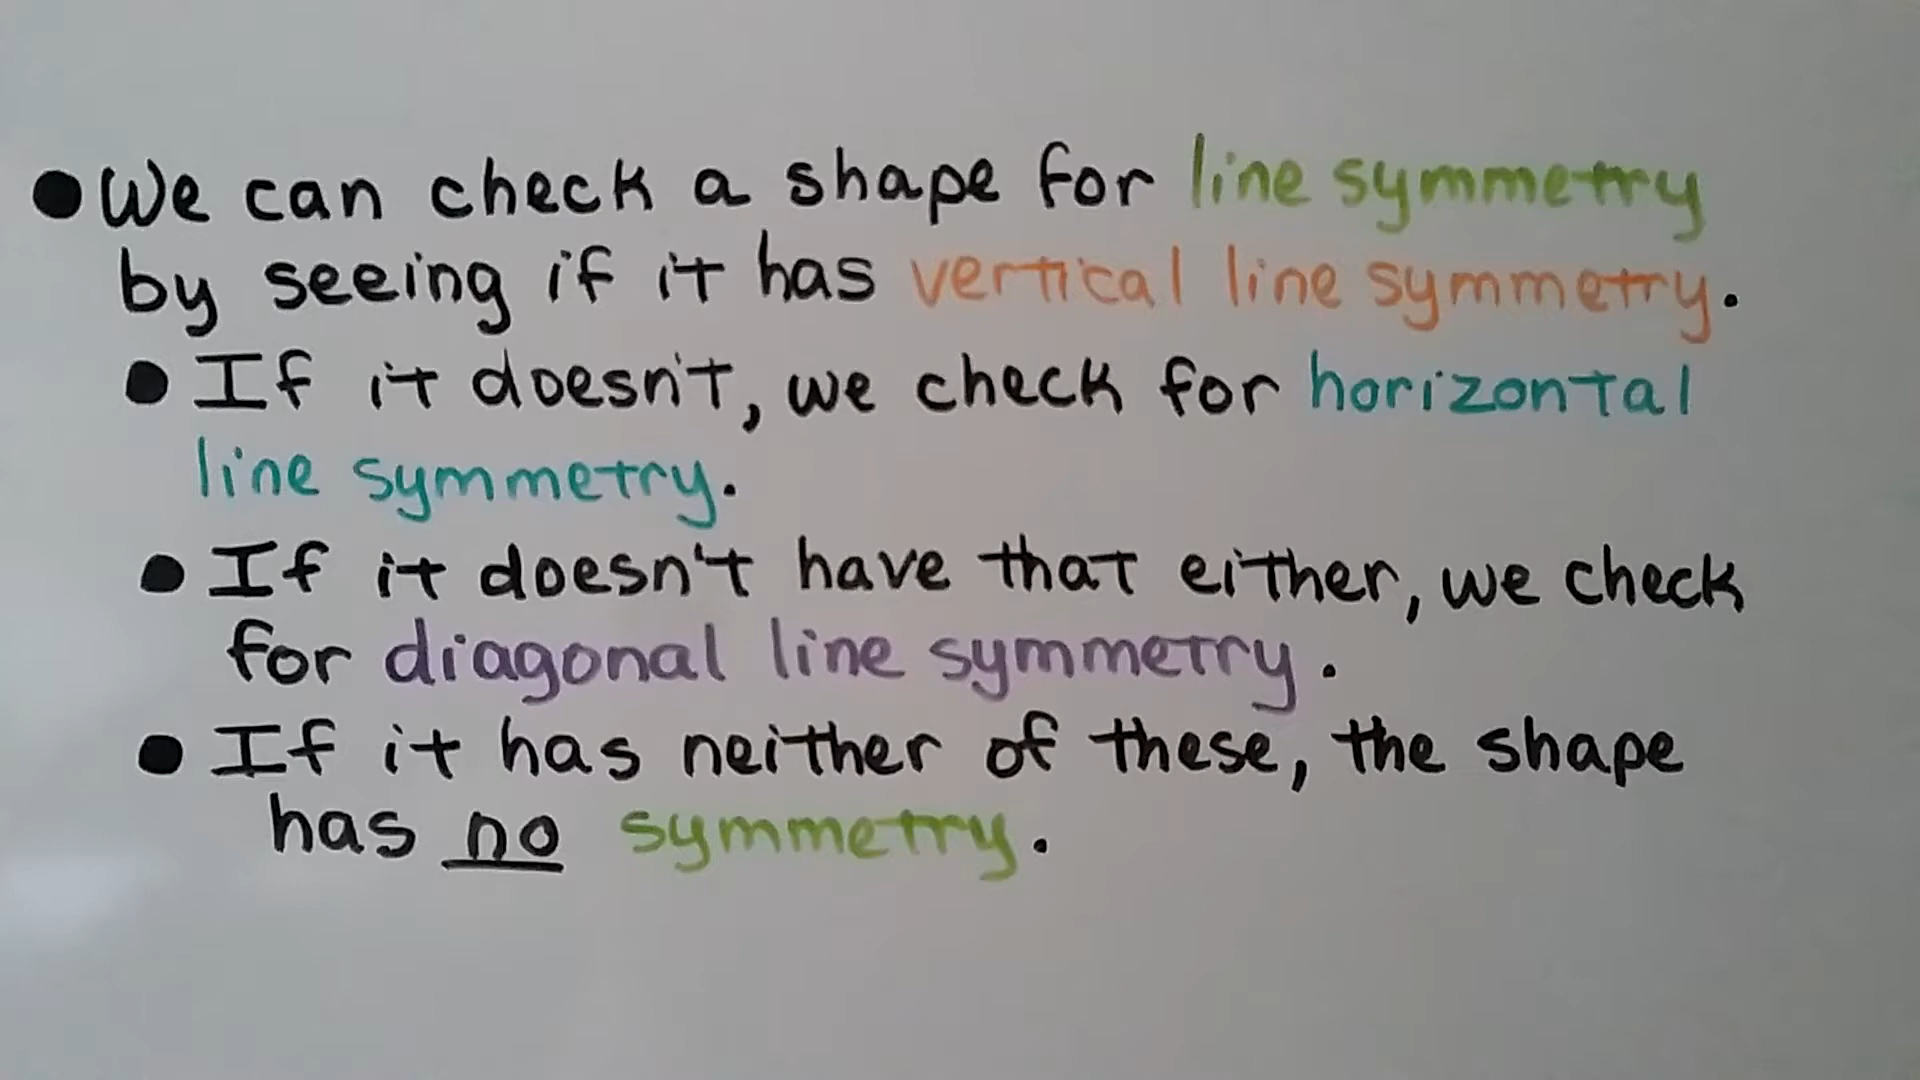 ● We can check a shape for line symmetry
by seeing if it has vertical line symmetry.
● If it doesn't, we check for horizontal
line symmetry.
● If it doesn't have that either, we check
for diagonal line symmetry.
● If it has neither of these, the shape
has no symmetry.